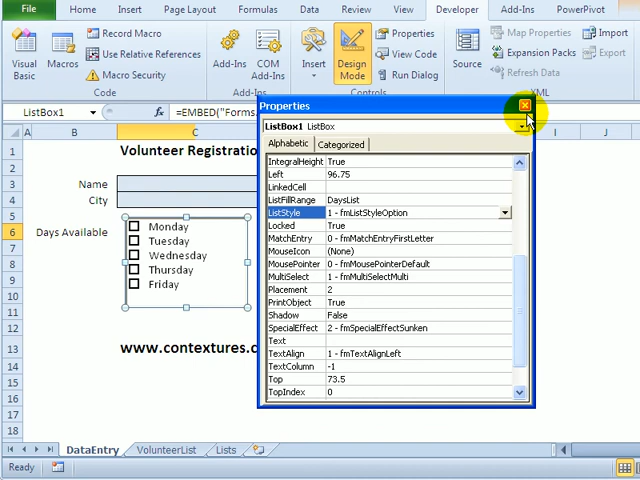 File Home Insert Page Layout Formulas Data Review View Developer Add-Ins PowerPivot
Visual Basic
Macros
Record Macro
Use Relative References
Macro Security
Code
Add-Ins
COM Add-Ins
Add-Ins
Insert
Design Mode
Properties
View Code
Run Dialog
Controls
Source
Map Properties
Expansion Packs
Refresh Data
Import
Export
XML
ListBox1 fx =EMBED("Forms.
A B C I
1 Volunteer Registratio
2
3 Name
4 City
5
6 Days Available
7
8
9
10
11
12
13 www.contextures.c
14
15
16
17
18
Monday
Tuesday
Wednesday
Thursday
Friday
Properties
ListBox1 ListBox
Alphabetic Categorized
IntegralHeight True
Left 96.75
LinkedCell
ListFillRange DaysList
ListStyle 1 - fmListStyleOption
Locked True
MatchEntry 0 - fmMatchEntryFirstLetter
MouseIcon (None)
MousePointer 0 - fmMousePointerDefault
MultiSelect 1 - fmMultiSelectMulti
Placement 2
PrintObject True
Shadow False
SpecialEffect 2 - fmSpecialEffectSunken
Text
TextAlign 1 - fmTextAlignLeft
TextColumn -1
Top 73.5
TopIndex 0
DataEntry VolunteerList Lists
Ready